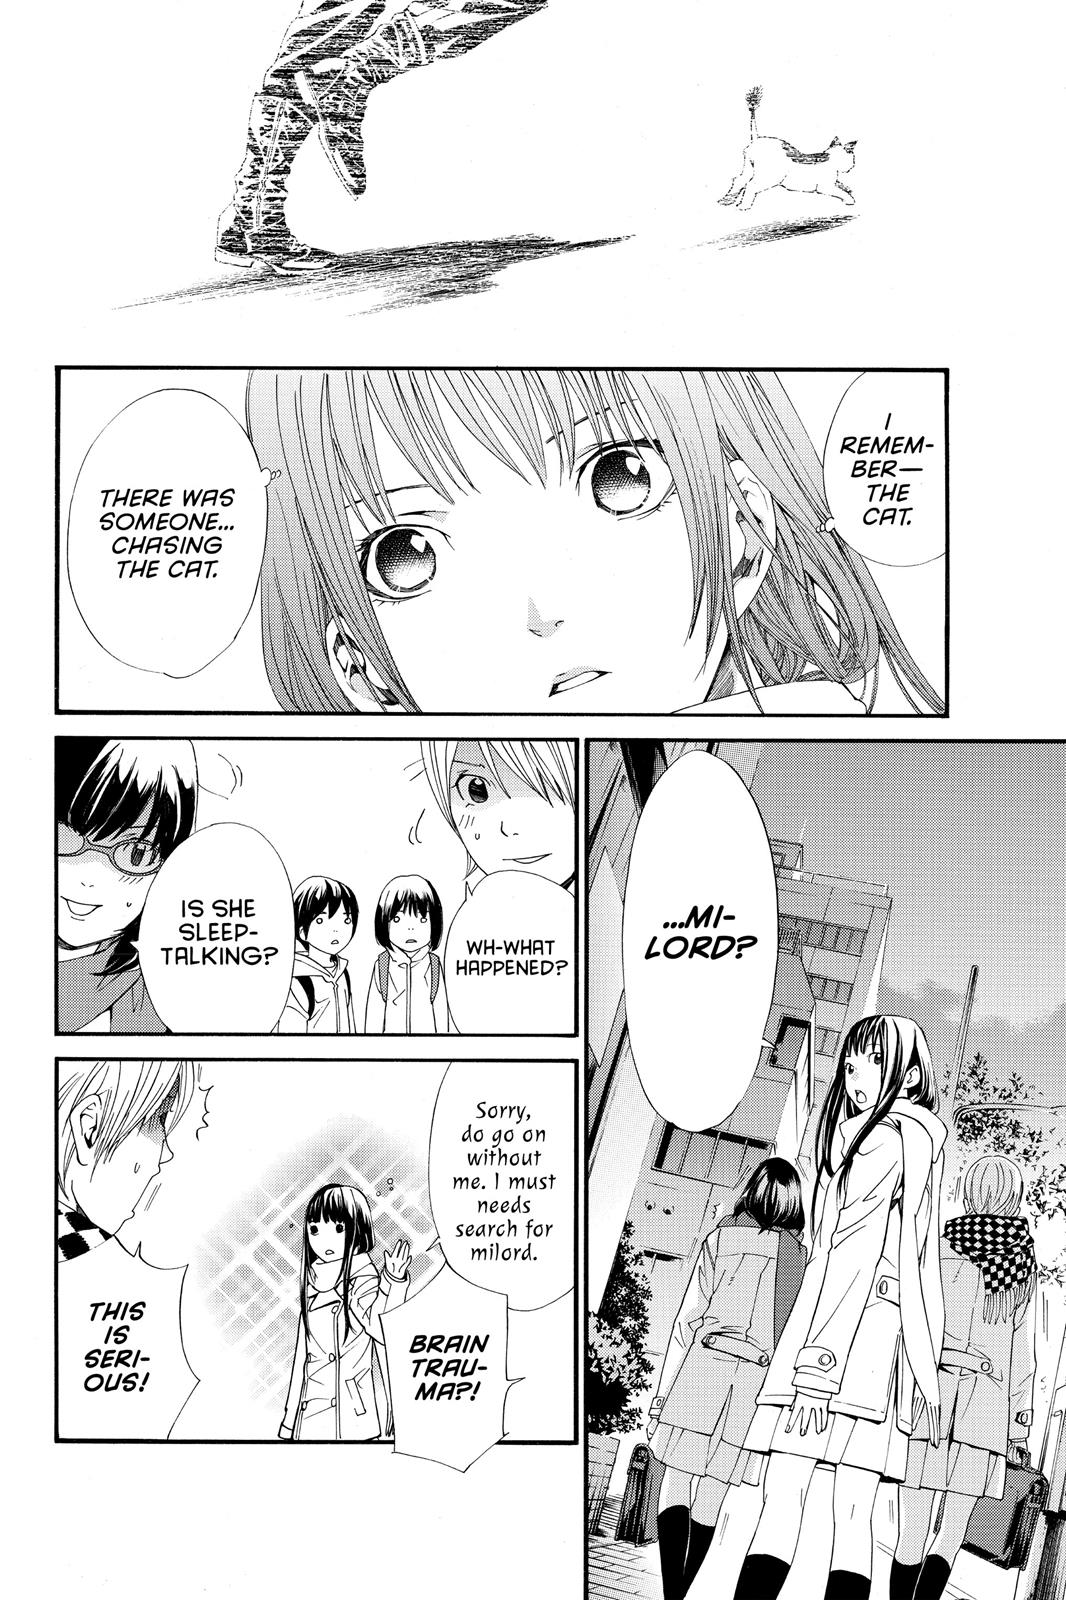 I
REMEM-
BER—
THE
CAT.
THERE WAS
SOMEONE...
CHASING
THE CAT.
...MI-
LORD?
WH-WHAT
HAPPENED?
IS SHE
SLEEP-
TALKING?
Sorry,
do go on
without
me. I must
needs
search for
milord.
BRAIN
TRAU-
MA?!
THIS
IS
SERI-
OUS!